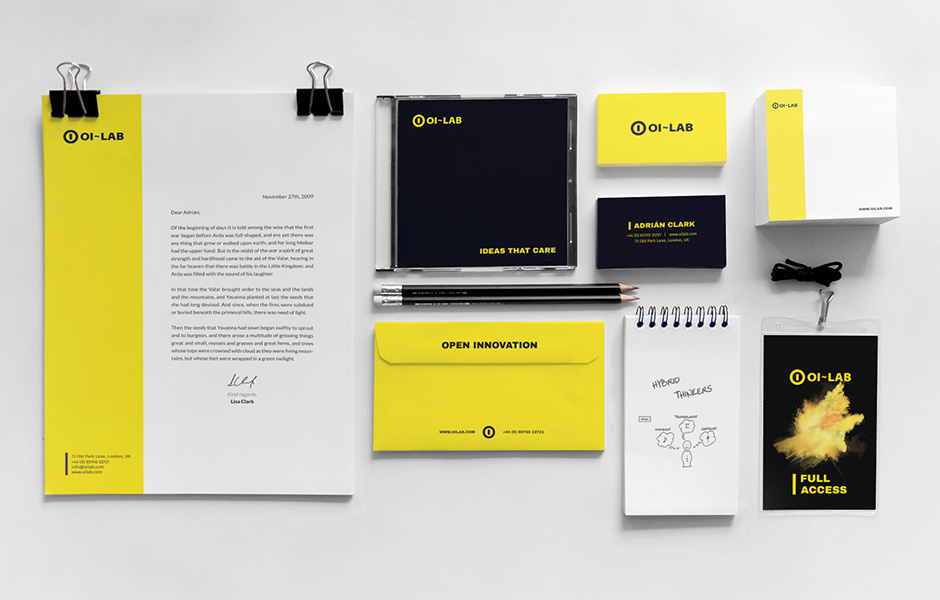 OI~LAB
November 27th, 2009
Dear Adrián;
Of the beginning of days It is told among the wise that the first
war began before Arda was full-shaped, and ere yet there was
any thing that grew or walked upon earth; and for long Melkor
had the upper hand. But in the midst of the war a spirit of great
strength and hardihood came to the aid of the Valar, hearing in
the far heaven that there was battle in the Little Kingdom; and
Arda was filled with the sound of his laughter.
In that time the Valar brought order to the seas and the lands
and the mountains, and Yavanna planted at last the seeds that
she had long devised. And since, when the fires were subdued
or buried beneath the primeval hills, there was need of light.
Then the seeds that Yavanna had sown began swiftly to sprout
and to burgeon, and there arose a multitude of growing things
great and small, mosses and grasses and great ferns, and trees
whose tops were crowned with cloud as they were living moun-
tains, but whose feet were wrapped in a green twilight.
Kind regards,
Lisa Clark
75 Old Park Lane, London, UK
+44 (0) 85741 32721
info@oilab.com
www.oilab.com
OI~LAB
IDEAS THAT CARE
OI~LAB
ADRIÁN CLARK
+44 (0) 85741 32721 | www.oilab.com
75 Old Park Lane, London, UK
OI~LAB
WWW.OILAB.COM
OPEN INNOVATION
WWW.OILAB.COM
+44 (0) 85741 32721
HYBRID
THINKERS
OI~LAB
FULL
ACCESS